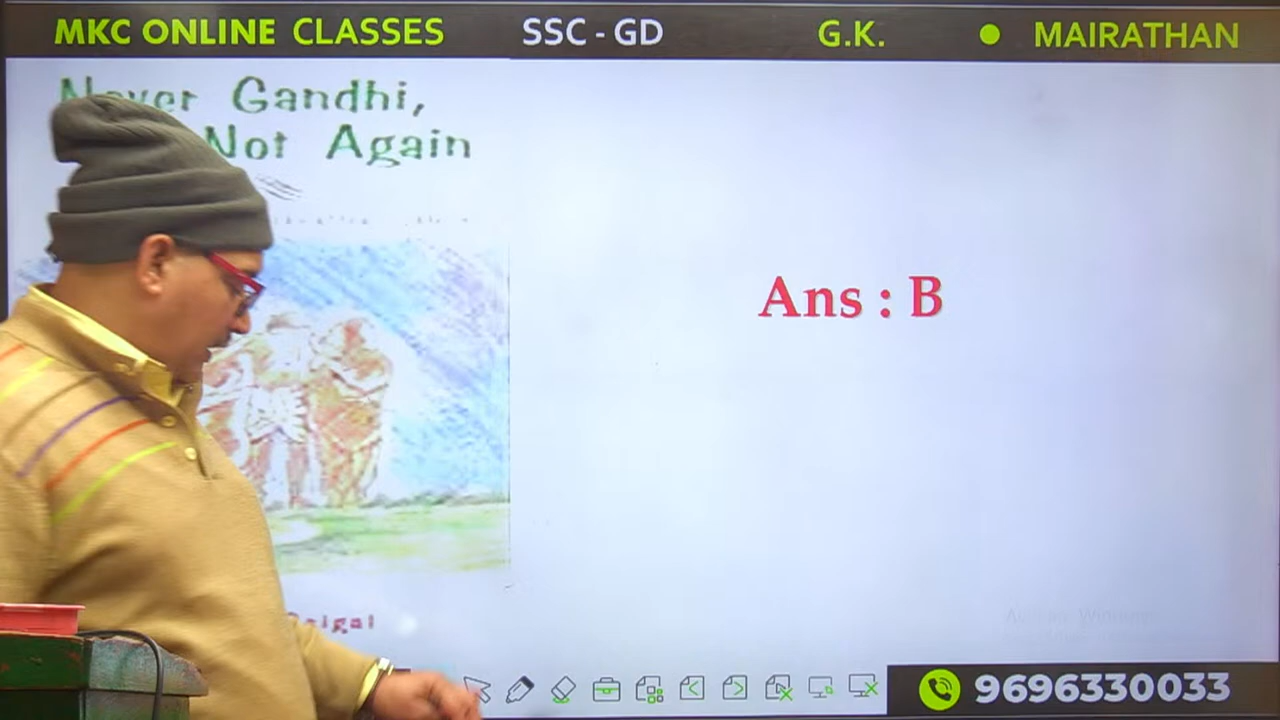 MKC ONLINE CLASSES SSC - GD G.K. MAIRATHAN
Gandhi,
Not Again
Ans : B
9696330033